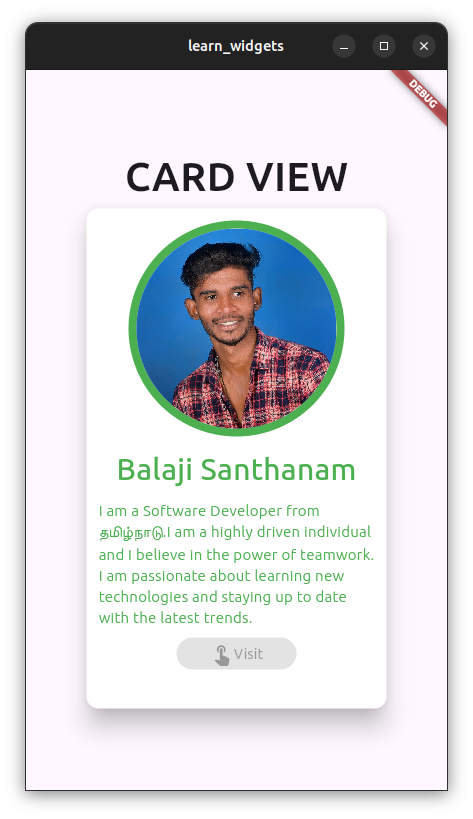 learn_widgets
DEBUG
CARD VIEW
Balaji Santhanam
I am a Software Developer from
தமிழ்நாடு.I am a highly driven individual
and I believe in the power of teamwork.
I am passionate about learning new
technologies and staying up to date
with the latest trends.
Visit